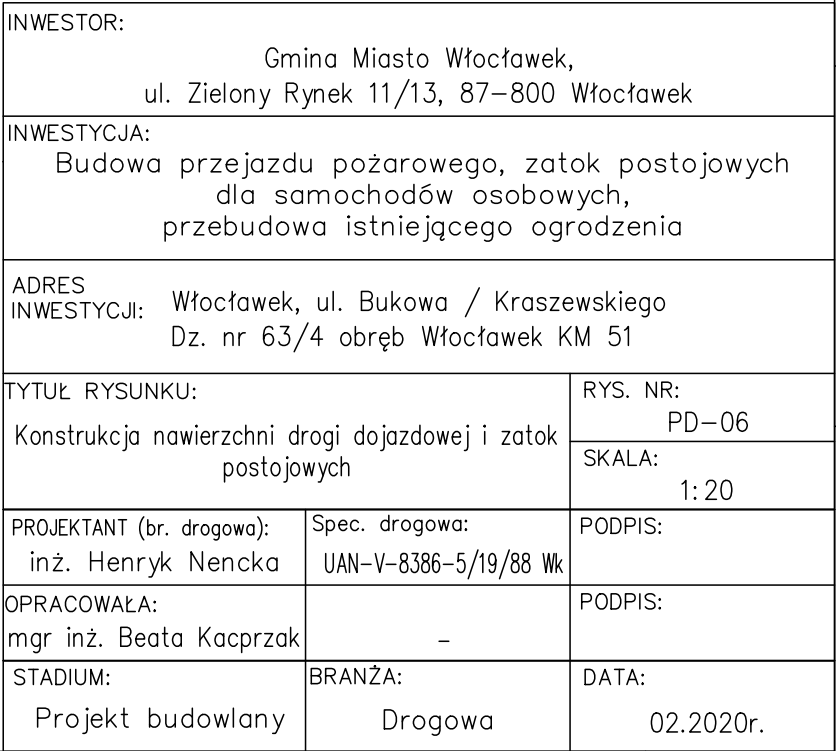 INWESTOR:
Gmina Miasto Włocławek,
ul. Zielony Rynek 11/13, 87-800 Włocławek
INWESTYCJA:
Budowa przejazdu pożarowego, zatok postojowych
dla samochodów osobowych,
przebudowa istniejącego ogrodzenia
ADRES
INWESTYCJI:
Włocławek, ul. Bukowa / Kraszewskiego
Dz. nr 63/4 obręb Włocławek KM 51
TYTUŁ RYSUNKU:
Konstrukcja nawierzchni drogi dojazdowej i zatok
postojowych
RYS. NR:
PD-06
SKALA:
1:20
PROJEKTANT (br. drogowa):
inż. Henryk Nencka
Spec. drogowa:
UAN-V-8386-5/19/88 Wk
PODPIS:
OPRACOWAŁA:
mgr inż. Beata Kacprzak
-
PODPIS:
STADIUM:
Projekt budowlany
BRANŻA:
Drogowa
DATA:
02.2020r.